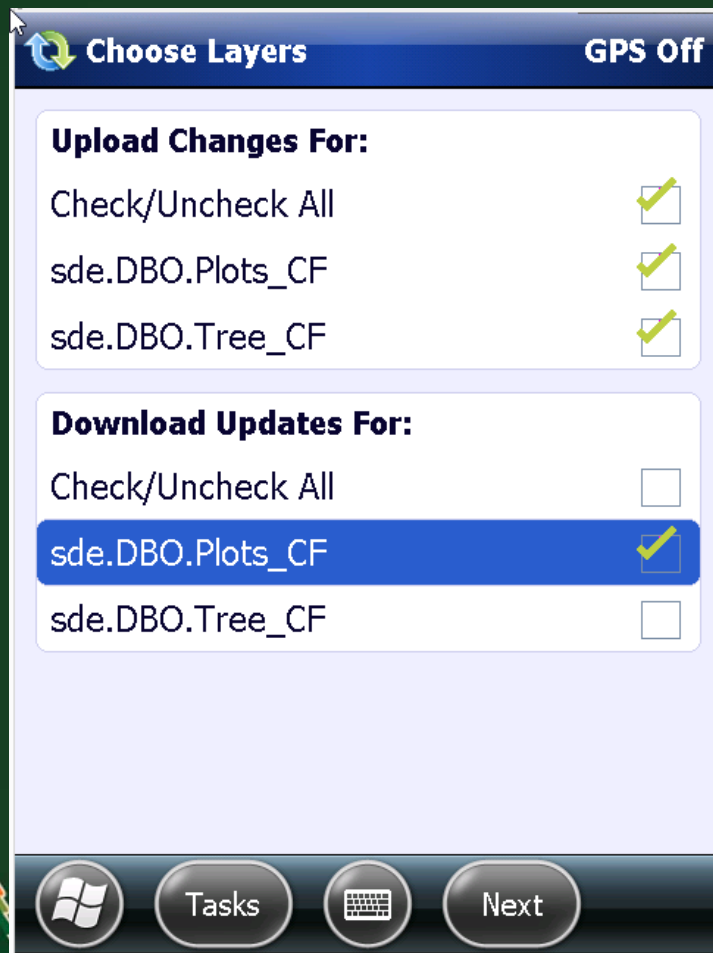 Choose Layers GPS Off
Upload Changes For:
Check/Uncheck All
sde.DBO.Plots_CF
sde.DBO.Tree_CF
Download Updates For:
Check/Uncheck All
sde.DBO.Plots_CF
sde.DBO.Tree_CF
Tasks Next